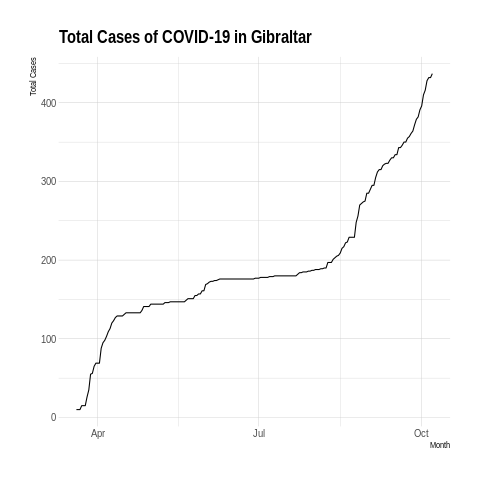 Total Cases of COVID-19 in Gibraltar
Total Cases
400
300
200
100
0
Apr
Jul
Oct
Month